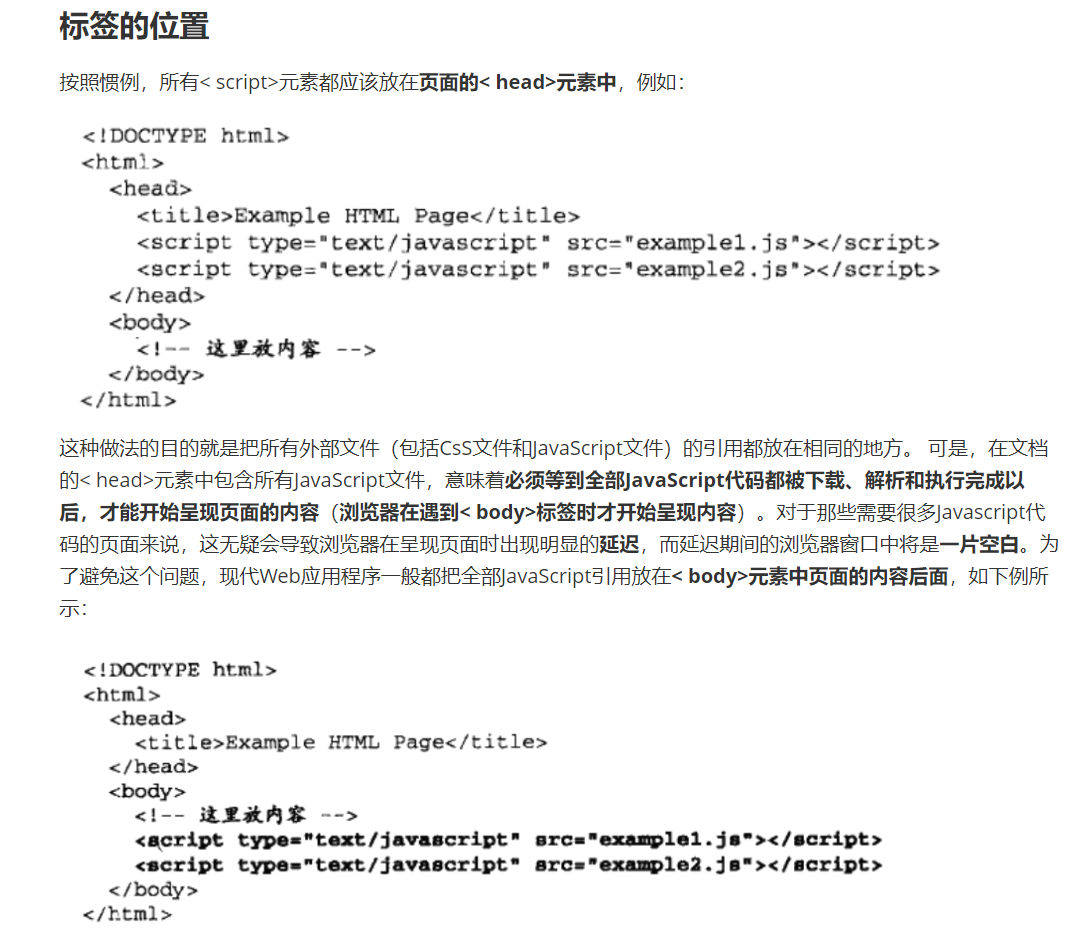 标签的位置
按照惯例，所有< script>元素都应该放在页面的< head>元素中，例如：
<!DOCTYPE html>
<html>
<head>
<title>Example HTML Page</title>
<script type="text/javascript" src="example1.js"></script>
<script type="text/javascript" src="example2.js"></script>
</head>
<body>
<!-- 这里放内容 -->
</body>
</html>
这种做法的目的就是把所有外部文件（包括CsS文件和JavaScript文件）的引用都放在相同的地方。 可是，在文档
的< head>元素中包含所有JavaScript文件，意味着必须等到全部JavaScript代码都被下载、解析和执行完成以
后，才能开始呈现页面的内容（浏览器在遇到< body>标签时才开始呈现内容）。对于那些需要很多Javascript代
码的页面来说，这无疑会导致浏览器在呈现页面时出现明显的延迟，而延迟期间的浏览器窗口中将是一片空白。为
了避免这个问题，现代Web应用程序一般都把全部JavaScript引用放在< body>元素中页面的内容后面，如下例所
示：
<!DOCTYPE html>
<html>
<head>
<title>Example HTML Page</title>
</head>
<body>
<!-- 这里放内容 -->
<script type="text/javascript" src="example1.js"></script>
<script type="text/javascript" src="example2.js"></script>
</body>
</html>